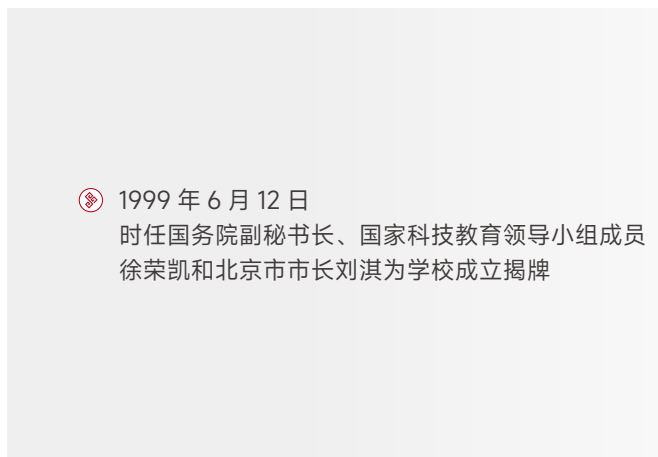 1999 年 6 月 12 日
时任国务院副秘书长、国家科技教育领导小组成员
徐荣凯和北京市市长刘淇为学校成立揭牌